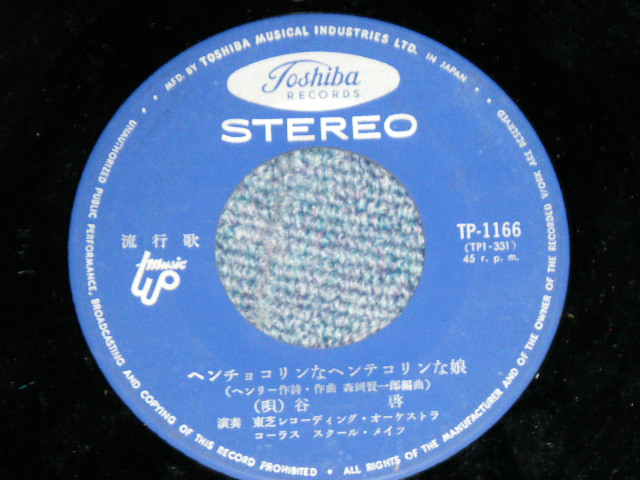 MFD. BY TOSHIBA MUSICAL INDUSTRIES LTD. IN JAPAN
Toshiba
RECORDS
STEREO
流行歌
music
up
TP-1166
(TP1-331)
45 r.p.m.
ヘンチョコリンなヘンテコリンな娘
(ヘンリー作詩・作曲 森岡賢一郎編曲)
(唄) 谷 啓
演奏 東芝レコーディング・オーケストラ
コーラス スクール・メイツ
UNAUTHORIZED PUBLIC PERFORMANCE, BROADCASTING AND COPYING OF THIS RECORD PROHIBITED • ALL RIGHTS OF THE MANUFACTURER AND OF THE OWNER OF THE RECORDED WORK ARE RESERVED